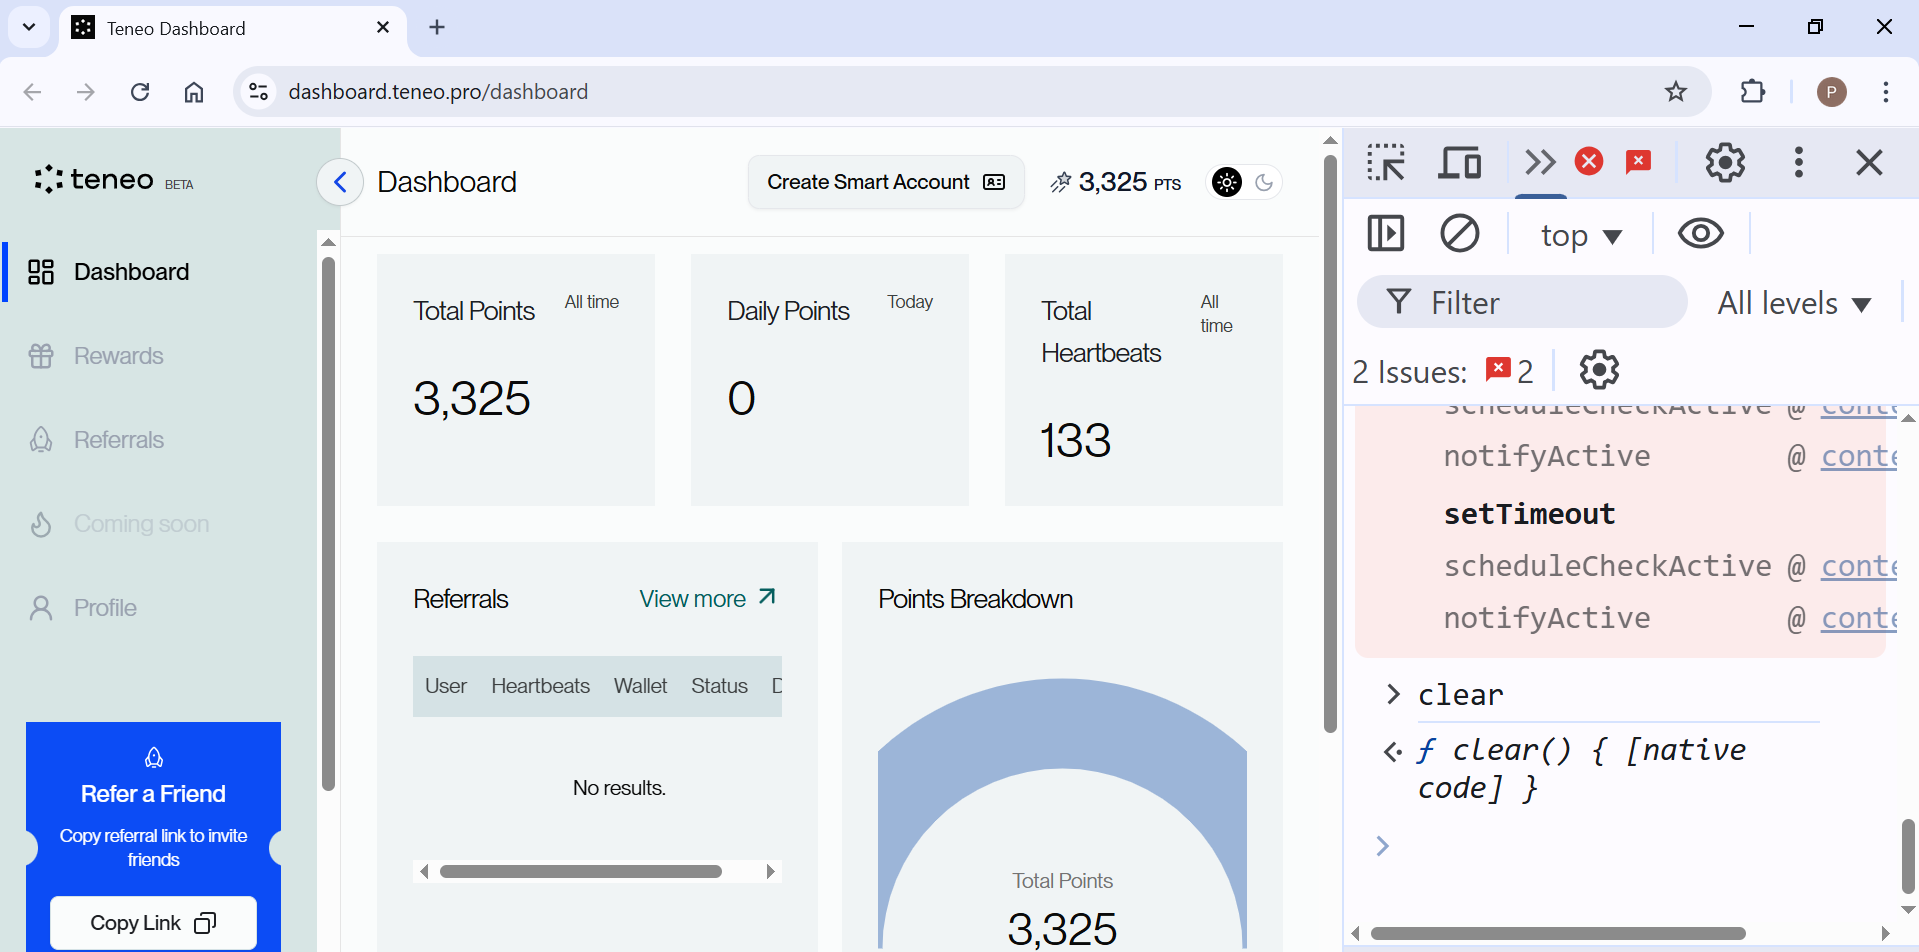 Teneo Dashboard
dashboard.teneo.pro/dashboard
P
teneo BETA
Dashboard
Rewards
Referrals
Coming soon
Profile
Refer a Friend
Copy referral link to invite
friends
Copy Link
Dashboard
Create Smart Account
3,325 PTS
Total Points
All time
3,325
Daily Points
Today
0
Total
Heartbeats
All
time
133
Referrals
View more
User Heartbeats Wallet Status D
No results.
Points Breakdown
Total Points
3,325
top
Filter
All levels
2 Issues: 2
scheduleCheckActive @ conte
notifyActive @ conte
setTimeout
scheduleCheckActive @ conte
notifyActive @ conte
> clear
ƒ clear() { [native
code] }